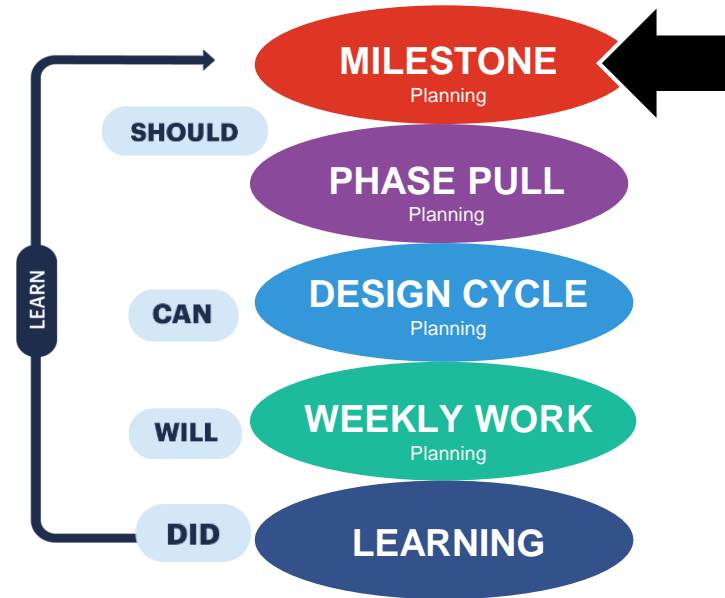 MILESTONE
Planning
SHOULD
PHASE PULL
Planning
LEARN
DESIGN CYCLE
Planning
CAN
WEEKLY WORK
Planning
WILL
DID
LEARNING